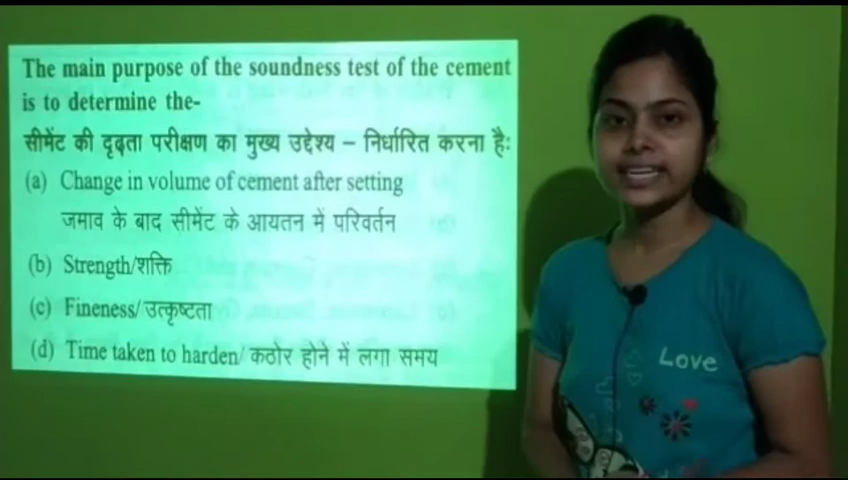 The main purpose of the soundness test of the cement
is to determine the-
सीमेंट की दृढ़ता परीक्षण का मुख्य उद्देश्य – निर्धारित करना है:
(a) Change in volume of cement after setting
जमाव के बाद सीमेंट के आयतन में परिवर्तन
(b) Strength/शक्ति
(c) Fineness/उत्कृष्टता
(d) Time taken to harden/ कठोर होने में लगा समय
Love